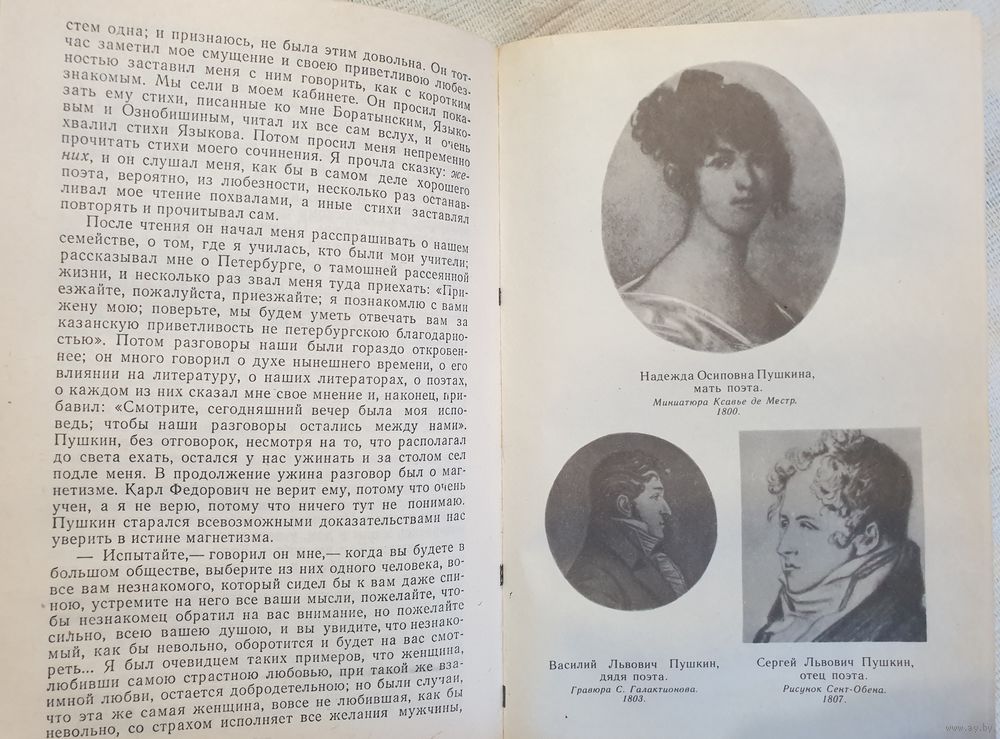 стем одна; и признаюсь, не была этим довольна. Он тот-
час заметил мое смущение и своею приветливою любез-
ностью заставил меня с ним говорить, как с коротким
знакомым. Мы сели в моем кабинете. Он просил пока-
зать ему стихи, писанные ко мне Боратынским, Языко-
вым и Ознобишиным, читал их все сам вслух, и очень
хвалил стихи Языкова. Потом просил меня непременно
прочитать стихи моего сочинения. Я прочла сказку: же-
них, и он слушал меня, как бы в самом деле хорошего
поэта, вероятно, из любезности, несколько раз останав-
ливал мое чтение похвалами, а иные стихи заставлял
повторять и прочитывал сам.
После чтения он начал меня расспрашивать о нашем
семействе, о том, где я училась, кто были мои учители;
рассказывал мне о Петербурге, о тамошней рассеянной
жизни, и несколько раз звал меня туда приехать: «При-
езжайте, пожалуйста, приезжайте; я познакомлю с вами
жену мою; поверьте, мы будем уметь отвечать вам за
казанскую приветливость не петербургскою благодарно-
стью». Потом разговоры наши были гораздо откровен-
нее; он много говорил о духе нынешнего времени, о его
влиянии на литературу, о наших литераторах, о поэтах,
о каждом из них сказал мне свое мнение и, наконец, при-
бавил: «Смотрите, сегодняшний вечер была моя испо-
ведь; чтобы наши разговоры остались между нами».
Пушкин, без отговорок, несмотря на то, что располагал
до света ехать, остался у нас ужинать и за столом сел
подле меня. В продолжение ужина разговор был о маг-
нетизме. Карл Федорович не верит ему, потому что очень
учен, а я не верю, потому что ничего тут не понимаю.
Пушкин старался всевозможными доказательствами нас
уверить в истине магнетизма.
— Испытайте,— говорил он мне,— когда вы будете в
большом обществе, выберите из них одного человека, во-
все вам незнакомого, который сидел бы к вам даже спи-
ною, устремите на него все ваши мысли, пожелайте, что-
бы незнакомец обратил на вас внимание, но пожелайте
сильно, всею вашею душою, и вы увидите, что незнако-
мый, как бы невольно, оборотится и будет на вас смот-
реть... Я был очевидцем таких примеров, что женщина,
любивши самою страстною любовью, при такой же вза-
имной любви, остается добродетельною; но были случаи,
что эта же самая женщина, вовсе не любившая, как бы
невольно, со страхом исполняет все желания мужчины,
Надежда Осиповна Пушкина,
мать поэта.
Миниатюра Ксавье де Местр.
1800.
Василий Львович Пушкин,
дядя поэта.
Гравюра С. Галактионова.
1803.
Сергей Львович Пушкин,
отец поэта.
Рисунок Сент-Обена.
1807.
www.ay.by